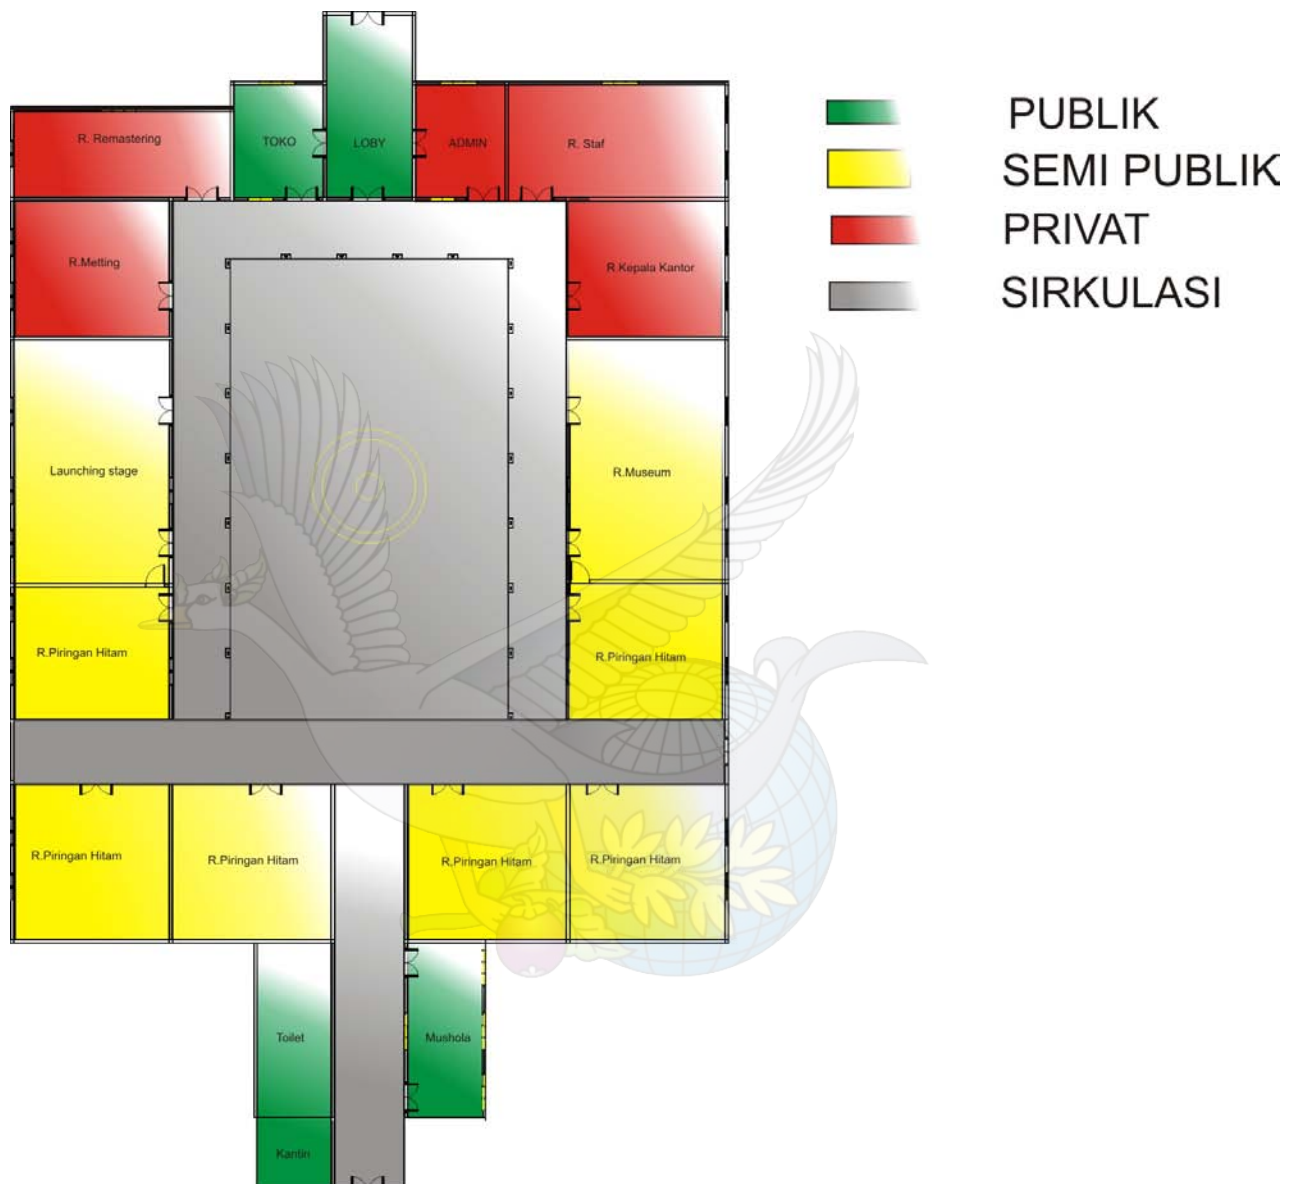 PUBLIK
SEMI PUBLIK
PRIVAT
SIRKULASI
R. Remastering
TOKO
LOBY
ADMIN
R. Staf
R.Metting
R.Kepala Kantor
Launching stage
R.Museum
R.Piringan Hitam
R.Piringan Hitam
R.Piringan Hitam
R.Piringan Hitam
R.Piringan Hitam
R.Piringan Hitam
Toilet
Mushola
Kantin